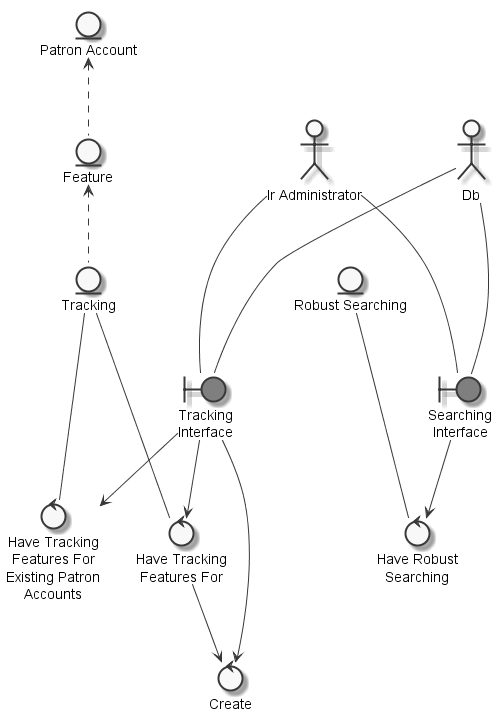 Patron Account
Feature
Ir Administrator
Db
Tracking
Robust Searching
Tracking
Interface
Searching
Interface
Have Tracking
Features For
Existing Patron
Accounts
Have Tracking
Features For
Have Robust
Searching
Create